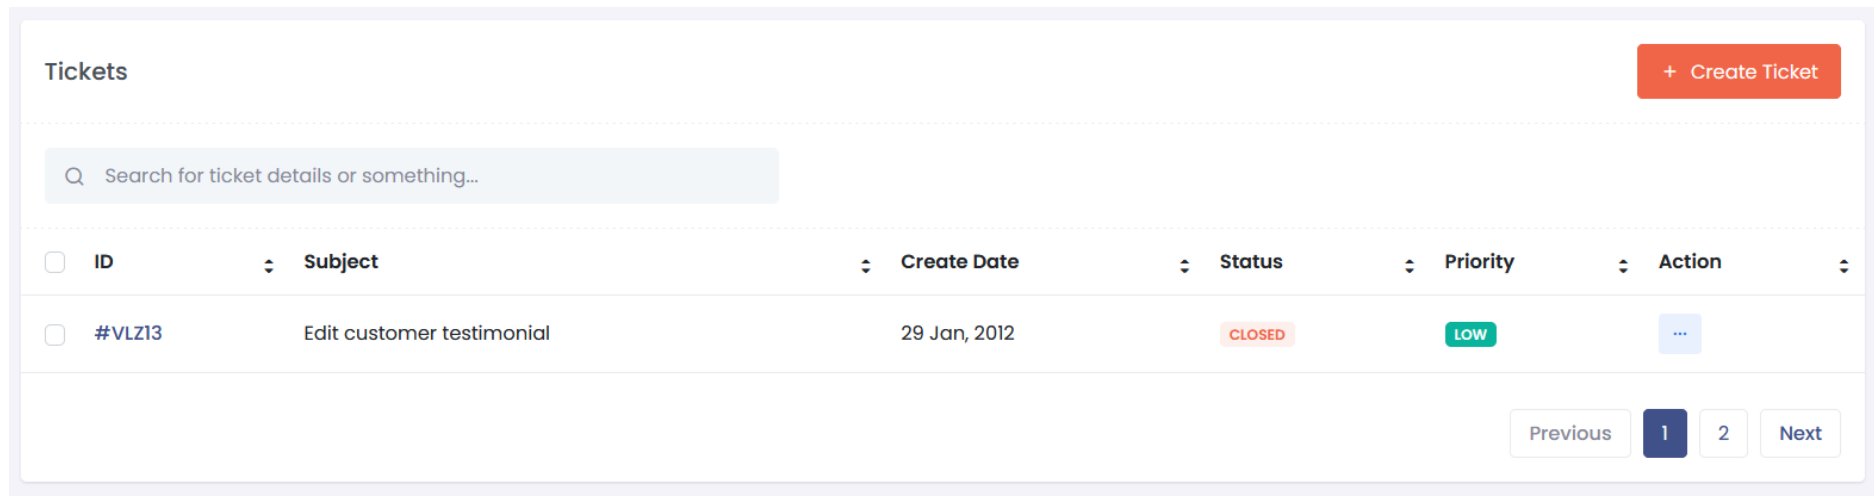 Tickets
+ Create Ticket
Search for ticket details or something...
ID Subject Create Date Status Priority Action
#VLZ13 Edit customer testimonial 29 Jan, 2012 CLOSED LOW ...
Previous 1 2 Next